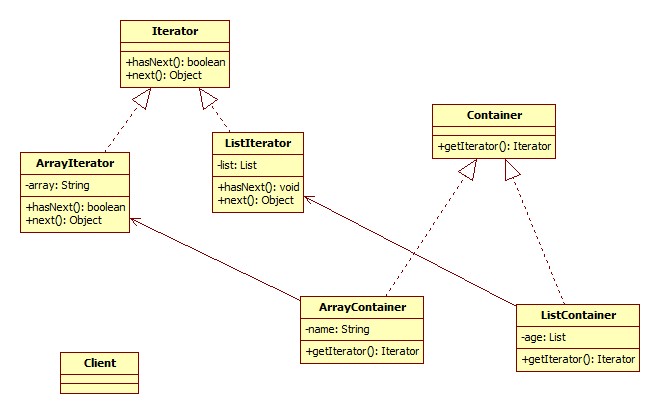 Iterator
+hasNext(): boolean
+next(): Object
Container
+getIterator(): Iterator
ArrayIterator
-array: String
+hasNext(): boolean
+next(): Object
ListIterator
-list: List
+hasNext(): void
+next(): Object
ArrayContainer
-name: String
+getIterator(): Iterator
ListContainer
-age: List
+getIterator(): Iterator
Client